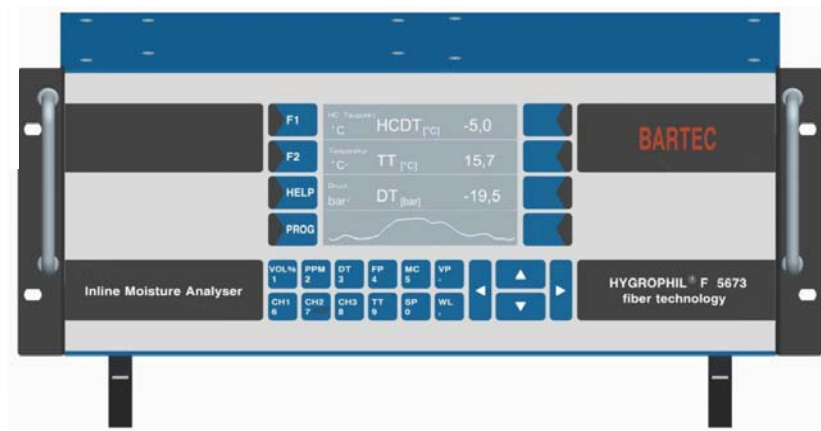 F1
HC Taupunkt
°C HCDT [°C] -5,0
BARTEC
F2
Temperatur
°C TT [°C] 15,7
HELP
Druck
bar DT [bar] -19,5
PROG
Inline Moisture Analyser
VOL% PPM DT FP MC VP
1 2 3 4 5 -
CH1 CH2 CH3 TT SP WL
6 7 8 9 0 .
HYGROPHIL® F 5673
fiber technology